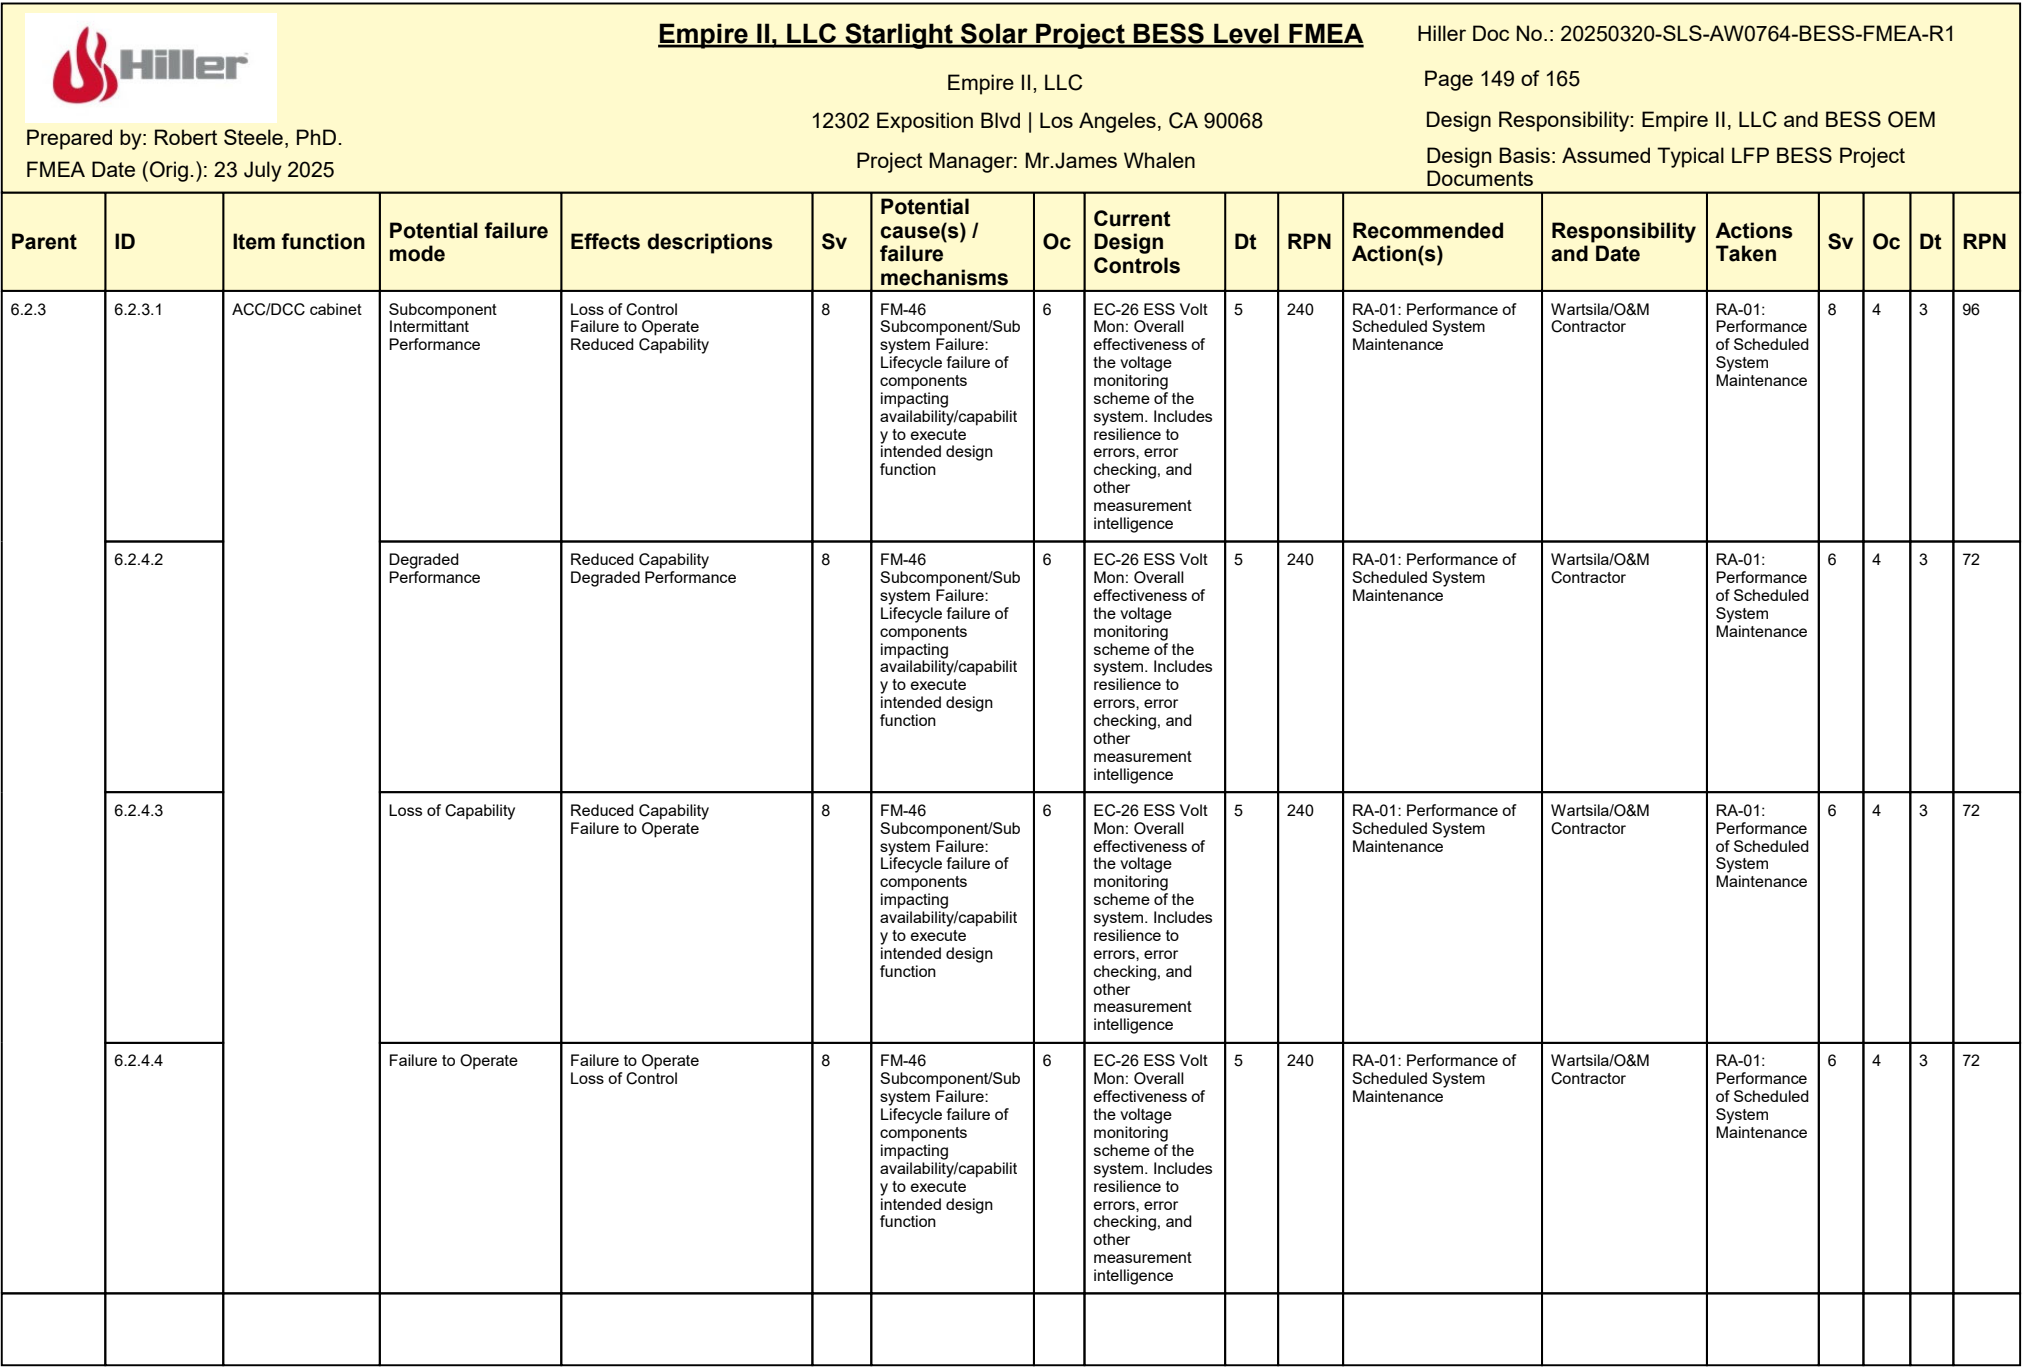 Hiller
Prepared by: Robert Steele, PhD.
FMEA Date (Orig.): 23 July 2025
Empire II, LLC Starlight Solar Project BESS Level FMEA
Empire II, LLC
12302 Exposition Blvd | Los Angeles, CA 90068
Project Manager: Mr.James Whalen
Hiller Doc No.: 20250320-SLS-AW0764-BESS-FMEA-R1
Page 149 of 165
Design Responsibility: Empire II, LLC and BESS OEM
Design Basis: Assumed Typical LFP BESS Project
Documents
Parent
ID
Item function
Potential failure
mode
Effects descriptions
Sv
Potential
cause(s) /
failure
mechanisms
Oc
Current
Design
Controls
Dt
RPN
Recommended
Action(s)
Responsibility
and Date
Actions
Taken
Sv
Oc
Dt
RPN
6.2.3
6.2.3.1
ACC/DCC cabinet
Subcomponent
Intermittant
Performance
Loss of Control
Failure to Operate
Reduced Capability
8
FM-46
Subcomponent/Sub
system Failure:
Lifecycle failure of
components
impacting
availability/capabilit
y to execute
intended design
function
6
EC-26 ESS Volt
Mon: Overall
effectiveness of
the voltage
monitoring
scheme of the
system. Includes
resilience to
errors, error
checking, and
other
measurement
intelligence
5
240
RA-01: Performance of
Scheduled System
Maintenance
Wartsila/O&M
Contractor
RA-01:
Performance
of Scheduled
System
Maintenance
8
4
3
96
6.2.4.2
Degraded
Performance
Reduced Capability
Degraded Performance
8
FM-46
Subcomponent/Sub
system Failure:
Lifecycle failure of
components
impacting
availability/capabilit
y to execute
intended design
function
6
EC-26 ESS Volt
Mon: Overall
effectiveness of
the voltage
monitoring
scheme of the
system. Includes
resilience to
errors, error
checking, and
other
measurement
intelligence
5
240
RA-01: Performance of
Scheduled System
Maintenance
Wartsila/O&M
Contractor
RA-01:
Performance
of Scheduled
System
Maintenance
6
4
3
72
6.2.4.3
Loss of Capability
Reduced Capability
Failure to Operate
8
FM-46
Subcomponent/Sub
system Failure:
Lifecycle failure of
components
impacting
availability/capabilit
y to execute
intended design
function
6
EC-26 ESS Volt
Mon: Overall
effectiveness of
the voltage
monitoring
scheme of the
system. Includes
resilience to
errors, error
checking, and
other
measurement
intelligence
5
240
RA-01: Performance of
Scheduled System
Maintenance
Wartsila/O&M
Contractor
RA-01:
Performance
of Scheduled
System
Maintenance
6
4
3
72
6.2.4.4
Failure to Operate
Failure to Operate
Loss of Control
8
FM-46
Subcomponent/Sub
system Failure:
Lifecycle failure of
components
impacting
availability/capabilit
y to execute
intended design
function
6
EC-26 ESS Volt
Mon: Overall
effectiveness of
the voltage
monitoring
scheme of the
system. Includes
resilience to
errors, error
checking, and
other
measurement
intelligence
5
240
RA-01: Performance of
Scheduled System
Maintenance
Wartsila/O&M
Contractor
RA-01:
Performance
of Scheduled
System
Maintenance
6
4
3
72